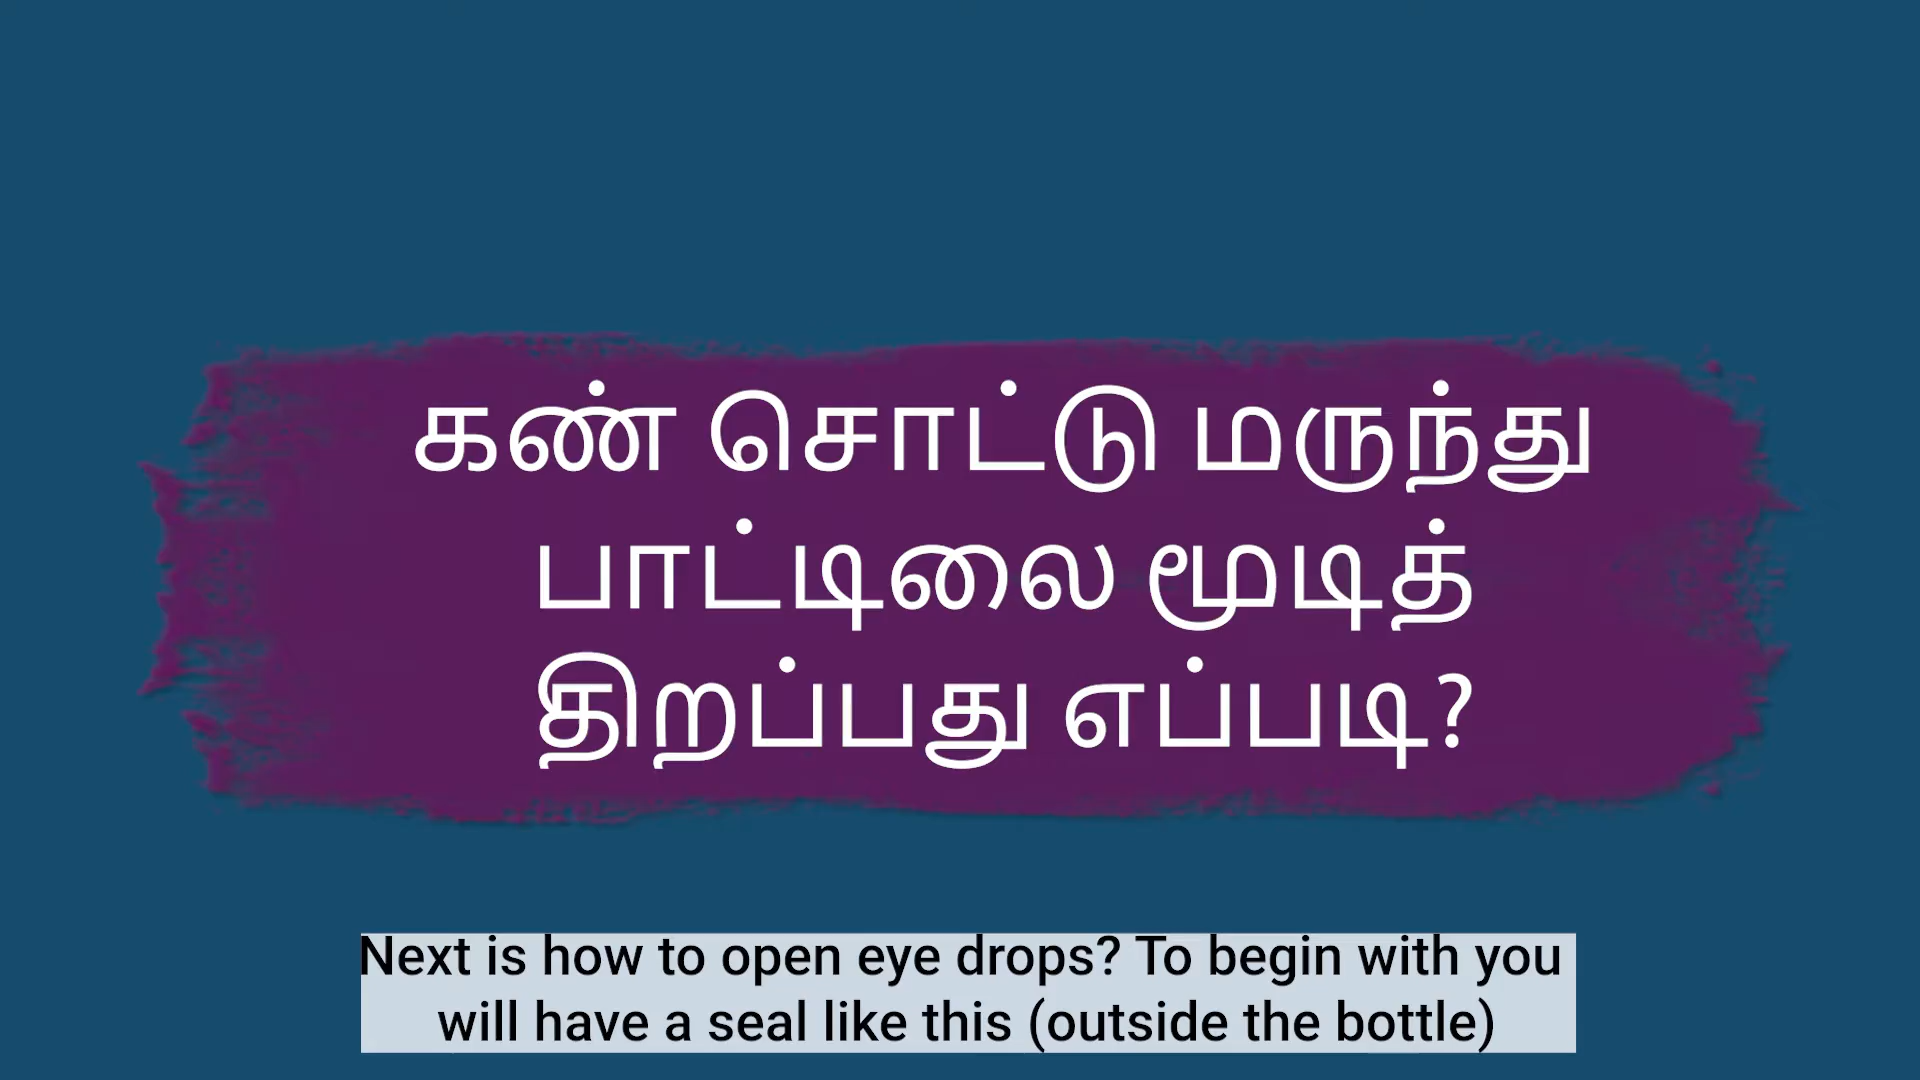 கண் சொட்டு மருந்து
பாட்டிலை மூடித்
திறப்பது எப்படி?
Next is how to open eye drops? To begin with you
will have a seal like this (outside the bottle)